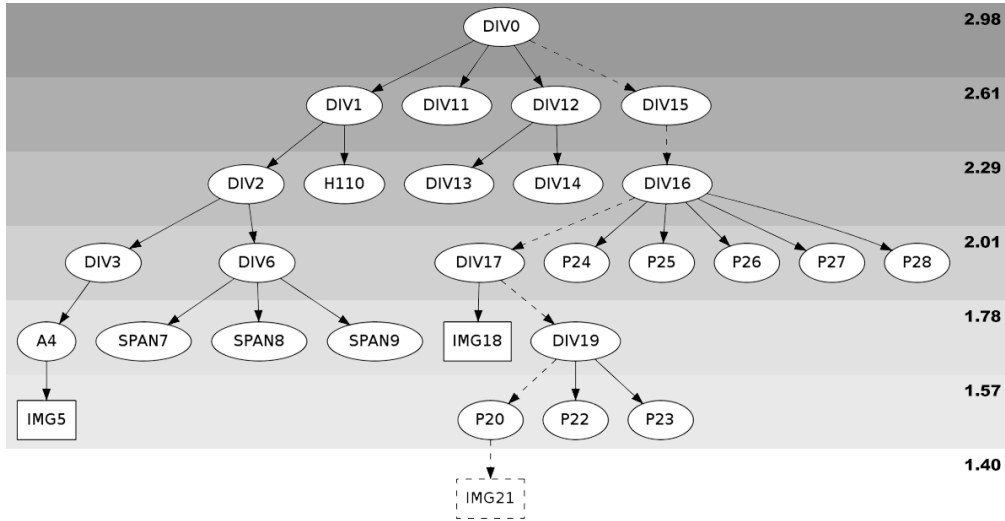 DIV0 2.98
DIV1 DIV11 DIV12 DIV15 2.61
DIV2 H110 DIV13 DIV14 DIV16 2.29
DIV3 DIV6 DIV17 P24 P25 P26 P27 P28 2.01
A4 SPAN7 SPAN8 SPAN9 IMG18 DIV19 1.78
IMG5 P20 P22 P23 1.57
IMG21 1.40